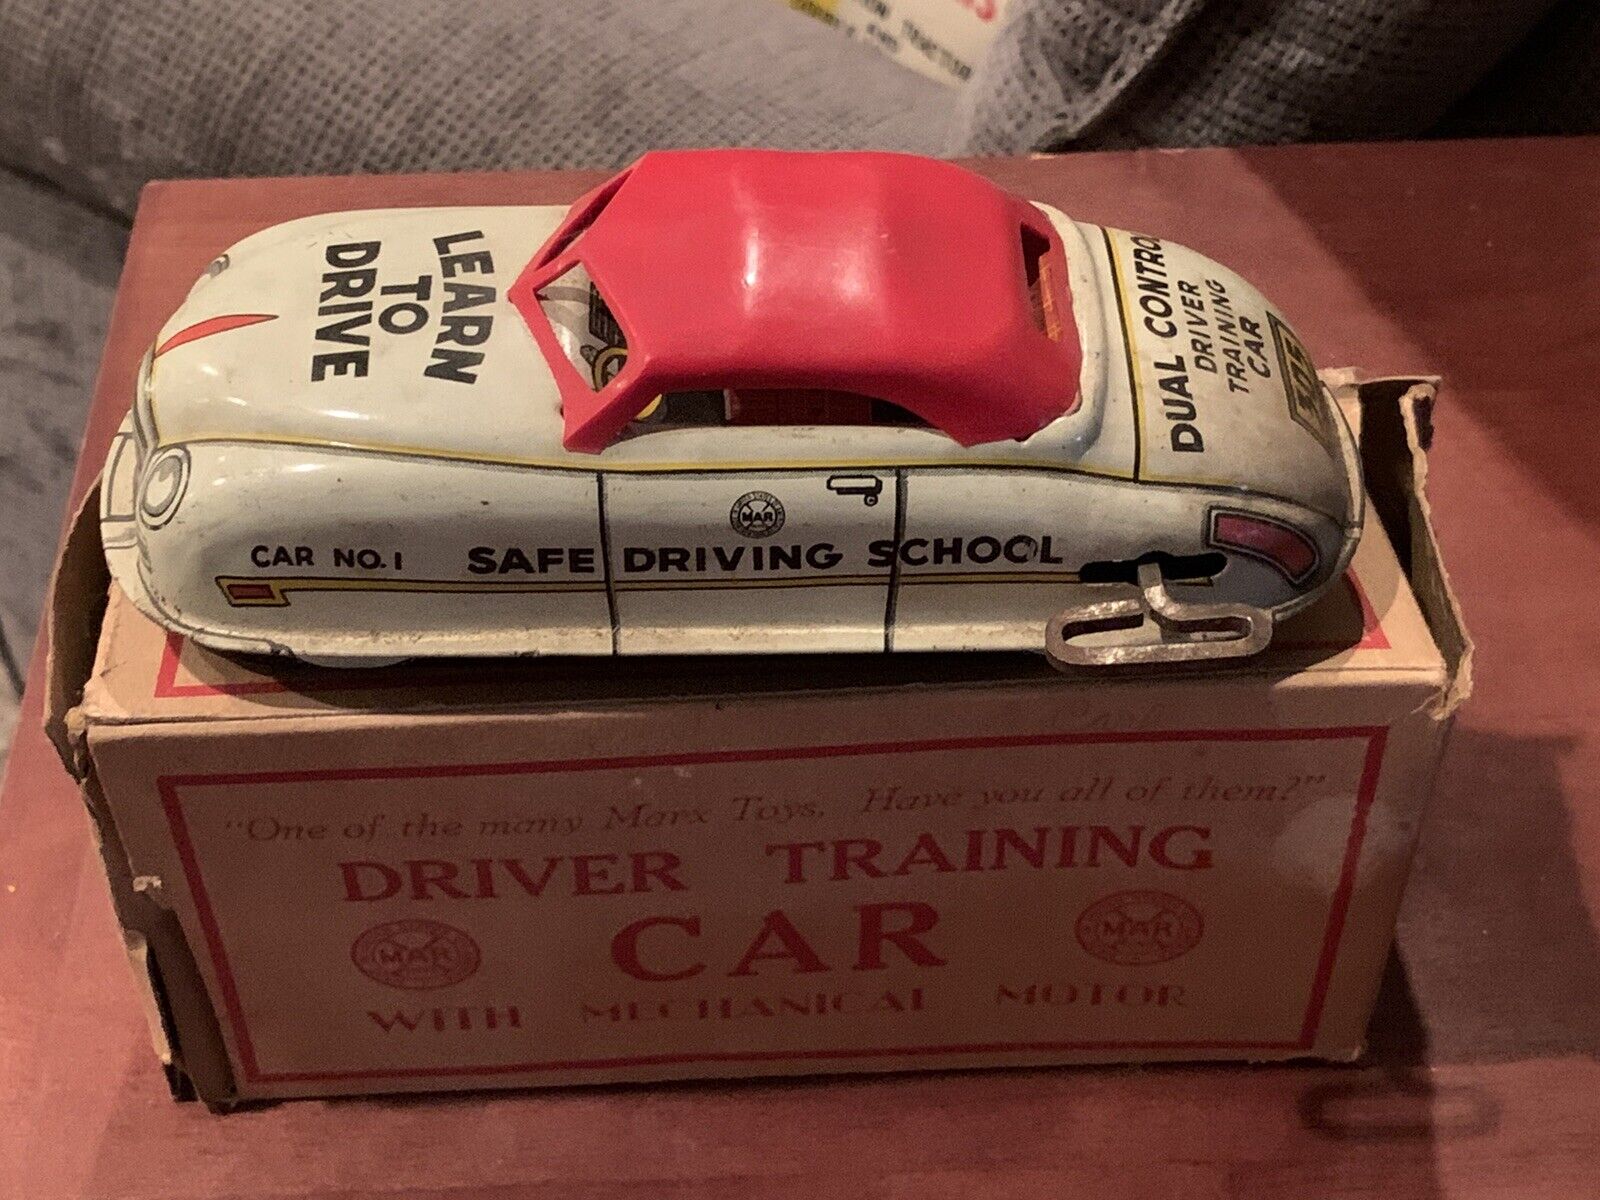 LEARN
TO
DRIVE
DUAL CONTROL
DRIVER
TRAINING
CAR
MAR
CAR NO. 1 SAFE DRIVING SCHOOL
"One of the many Marx Toys, Have you all of them?"
DRIVER TRAINING
CAR
MAR
MAR
WITH MECHANICAL MOTOR